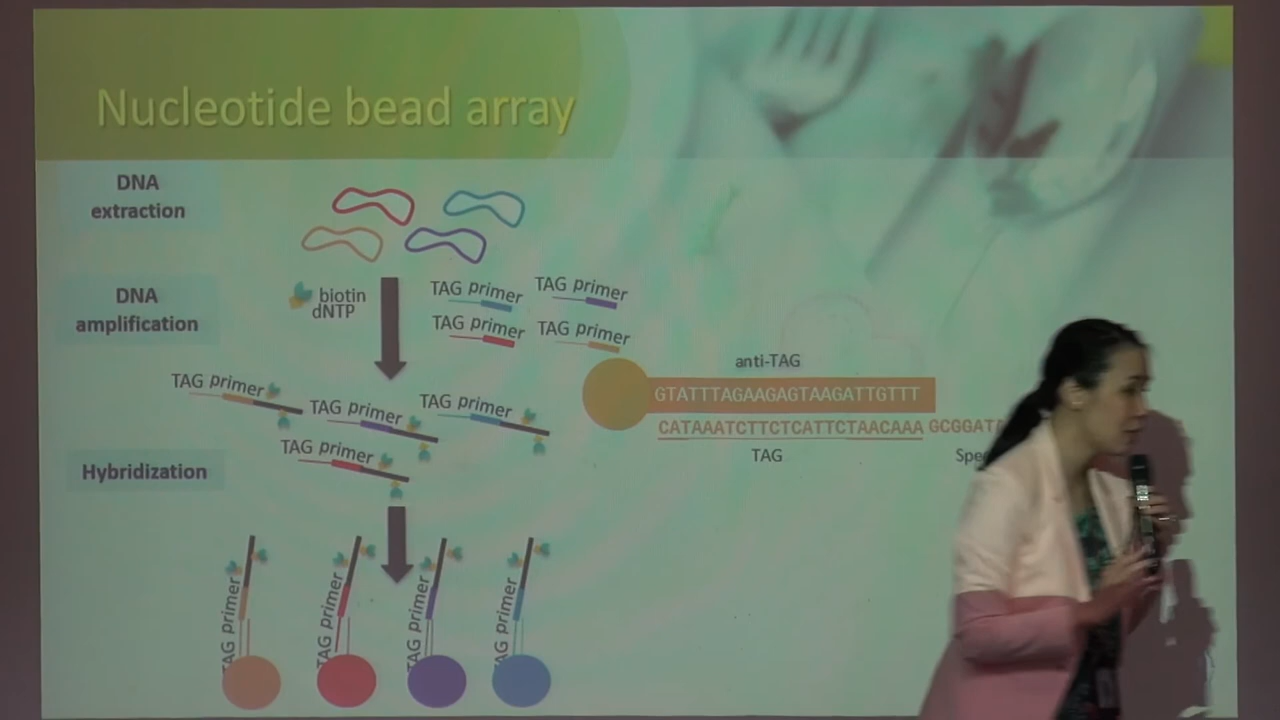 Nucleotide bead array
DNA
extraction
DNA
amplification
biotin
dNTP
TAG primer
TAG primer
TAG primer
TAG primer
anti-TAG
GTATTTAGAAGAGTAAGATTGTTT
CATAAATCTTCTCATTCTAACAAA GCGGAT
TAG
TAG primer
TAG primer
TAG primer
TAG primer
Hybridization
TAG primer
TAG primer
TAG primer
TAG primer